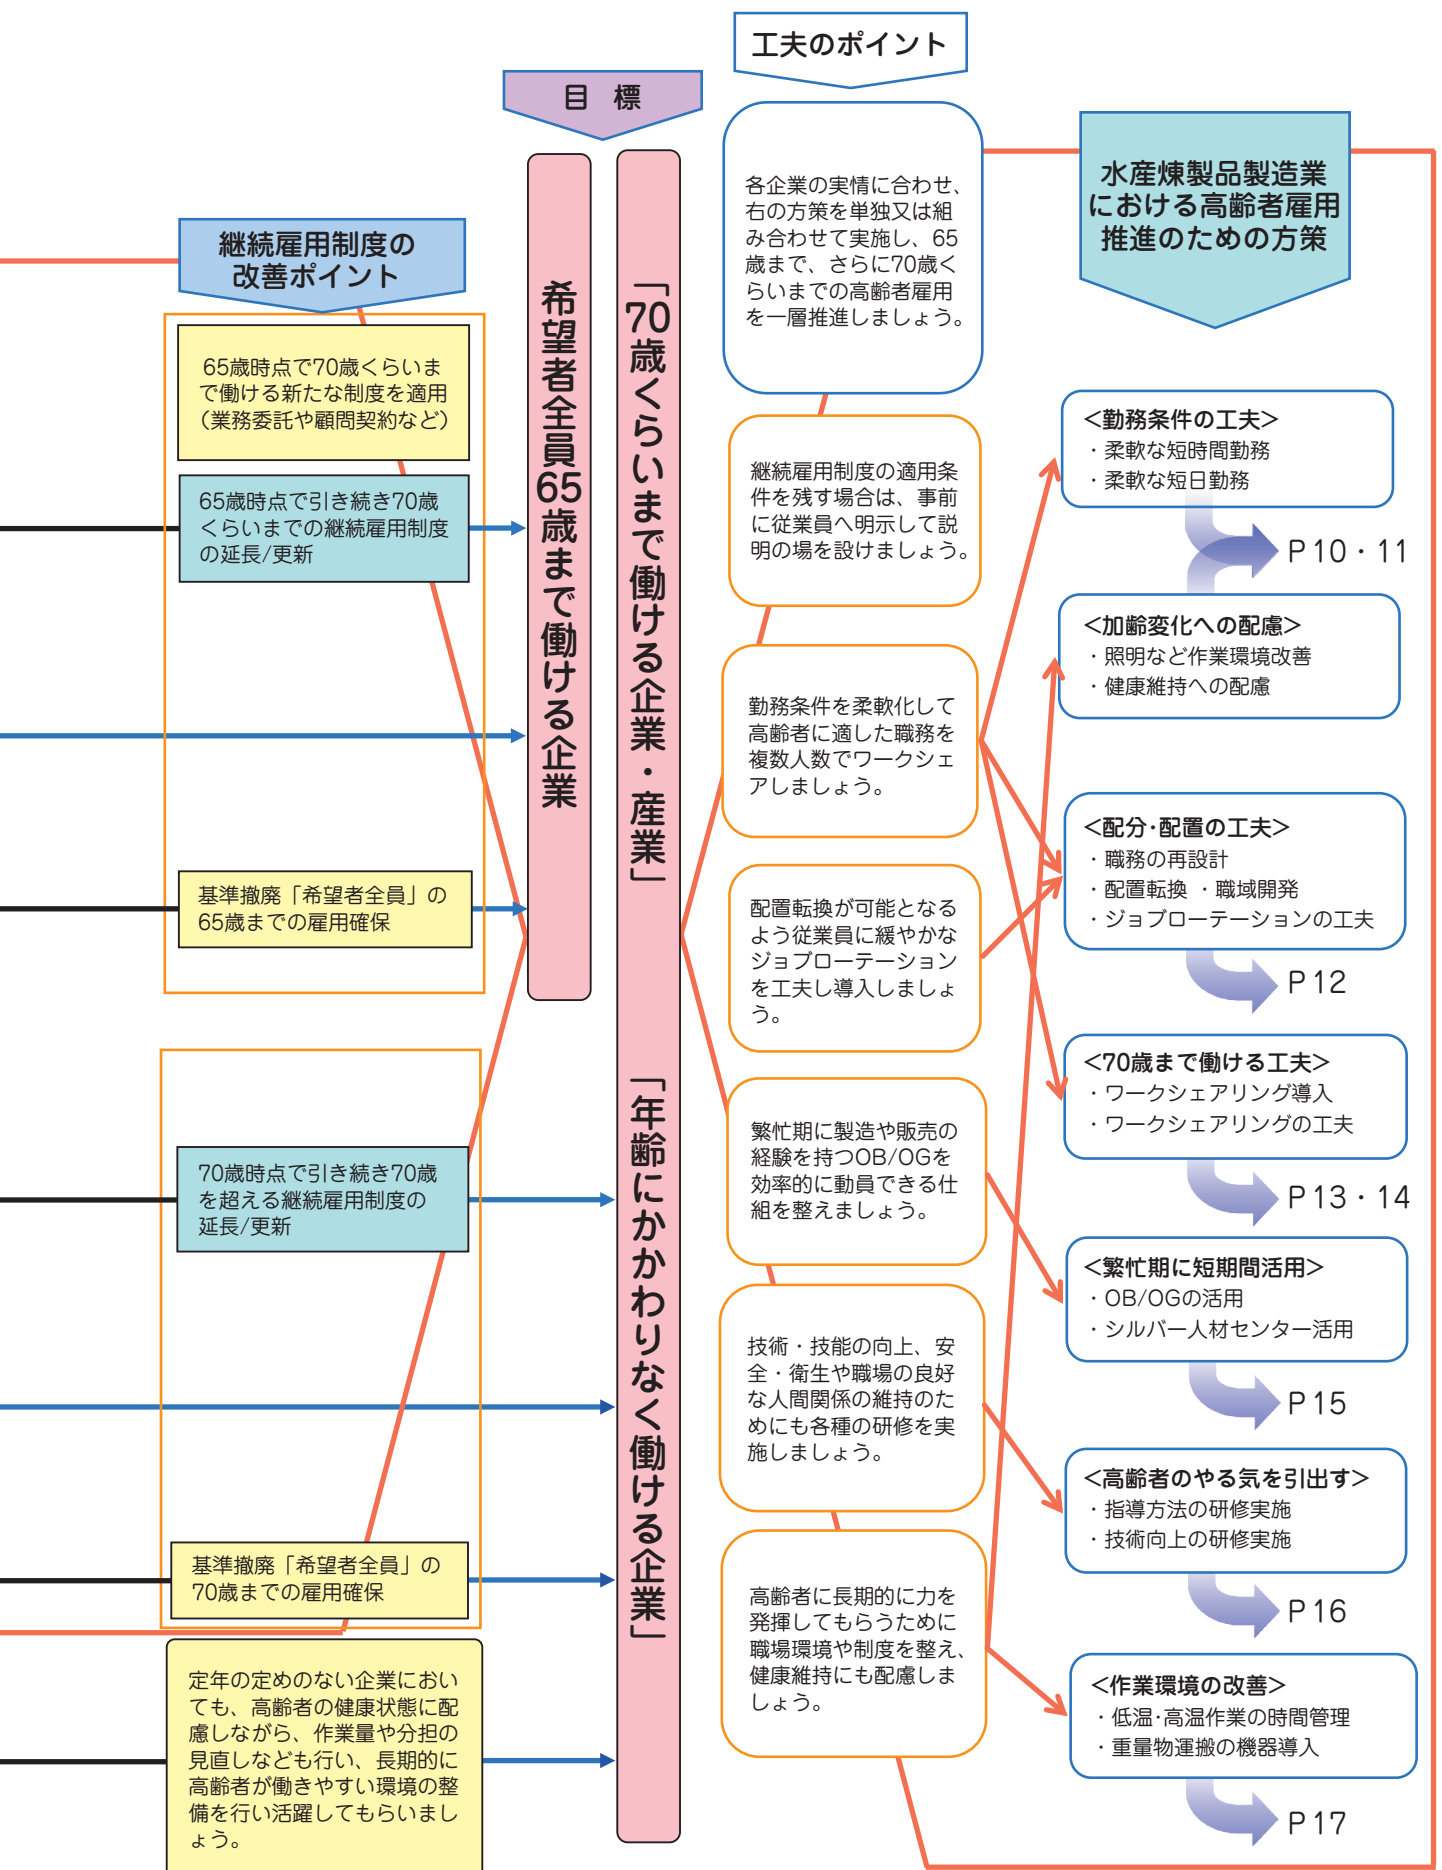 継続雇用制度の
改善ポイント
65歳時点で70歳くらいま
で働ける新たな制度を適用
（業務委託や顧問契約など）
65歳時点で引き続き70歳
くらいまでの継続雇用制度
の延長/更新
基準撤廃「希望者全員」の
65歳までの雇用確保
70歳時点で引き続き70歳
を超える継続雇用制度の
延長/更新
基準撤廃「希望者全員」の
70歳までの雇用確保
定年の定めのない企業におい
ても、高齢者の健康状態に配
慮しながら、作業量や分担の
見直しなども行い、長期的に
高齢者が働きやすい環境の整
備を行い活躍してもらいまし
ょう。
目　標
希望者全員65歳まで働ける企業
「70歳くらいまで働ける企業・産業」
「年齢にかかわりなく働ける企業」
工夫のポイント
各企業の実情に合わせ、
右の方策を単独又は組
み合わせて実施し、65
歳まで、さらに70歳く
らいまでの高齢者雇用
を一層推進しましょう。
継続雇用制度の適用条
件を残す場合は、事前
に従業員へ明示して説
明の場を設けましょう。
勤務条件を柔軟化して
高齢者に適した職務を
複数人数でワークシェ
アしましょう。
配置転換が可能となる
よう従業員に緩やかな
ジョブローテーション
を工夫し導入しましょ
う。
繁忙期に製造や販売の
経験を持つOB/OGを
効率的に動員できる仕
組を整えましょう。
技術・技能の向上、安
全・衛生や職場の良好
な人間関係の維持のた
めにも各種の研修を実
施しましょう。
高齢者に長期的に力を
発揮してもらうために
職場環境や制度を整え、
健康維持にも配慮しま
しょう。
水産煉製品製造業
における高齢者雇用
推進のための方策
<勤務条件の工夫>
・柔軟な短時間勤務
・柔軟な短日勤務
P10・11
<加齢変化への配慮>
・照明など作業環境改善
・健康維持への配慮
<配分･配置の工夫>
・職務の再設計
・配置転換 ・職域開発
・ジョブローテーションの工夫
P12
<70歳まで働ける工夫>
・ワークシェアリング導入
・ワークシェアリングの工夫
P13・14
<繁忙期に短期間活用>
・OB/OGの活用
・シルバー人材センター活用
P15
<高齢者のやる気を引出す>
・指導方法の研修実施
・技術向上の研修実施
P16
<作業環境の改善>
・低温･高温作業の時間管理
・重量物運搬の機器導入
P17